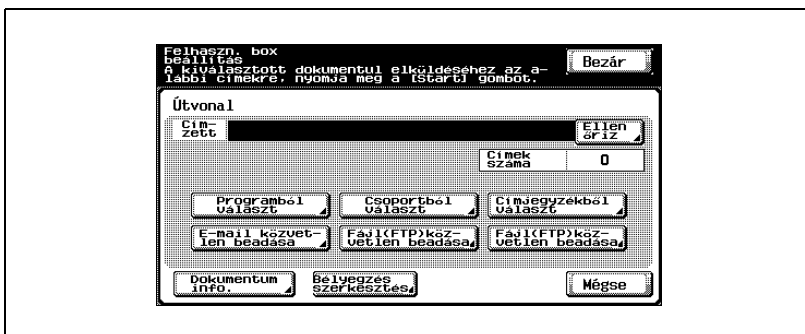 Felhaszn. box
beállítás
A kiválasztott dokumentul elküldéséhez az a-
lábbi címekre, nyomja meg a [Start] gombot.
Bezár
Útvonal
Cím-
zett
Ellen
őriz
Címek
száma
0
Programból
választ
Csoportból
választ
Címjegyzékből
választ
E-mail közvet-
len beadása
Fájl(FTP)köz-
vetlen beadása
Fájl(FTP)köz-
vetlen beadása
Dokumentum
info.
Bélyegzés
szerkesztés
Mégse